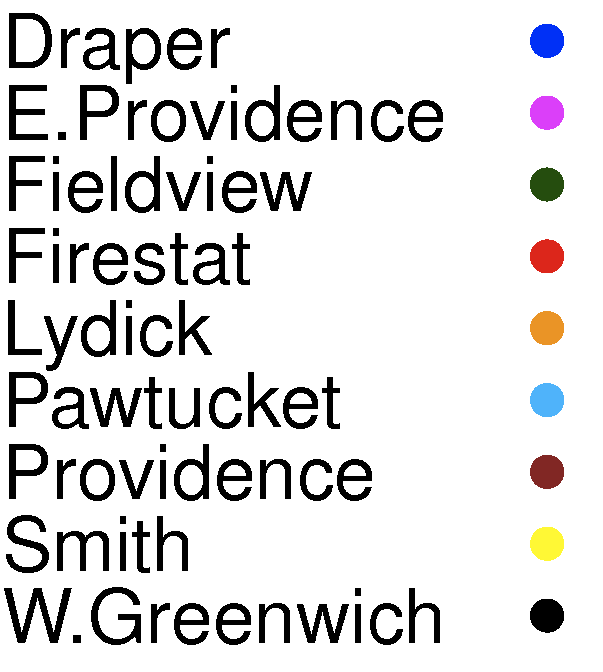 Draper
E.Providence
Fieldview
Firestat
Lydick
Pawtucket
Providence
Smith
W.Greenwich